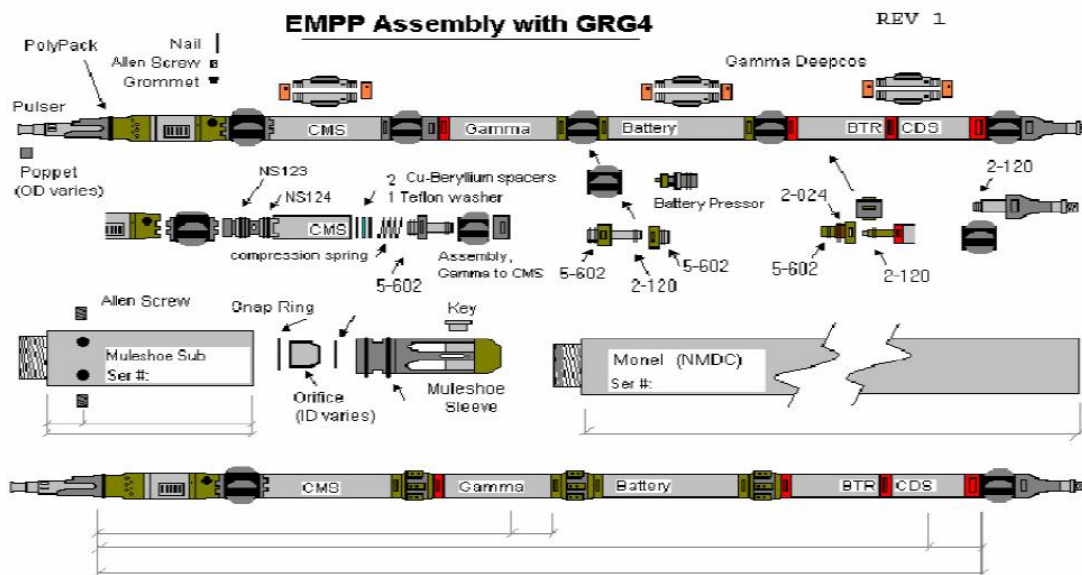 EMPP Assembly with GRG4
REV 1
PolyPack
Nail
Allen Screw
Grommet
Gamma Deepcos
Pulser
CMS
Gamma
Battery
BTR
CDS
Poppet
(OD varies)
NS123
NS124
2 Cu-Beryllium spacers
1 Teflon washer
CMS
compression spring
5-602
Assembly,
Gamma to CMS
Battery Pressor
5-602
2-120
5-602
2-024
5-602
2-120
2-120
Allen Screw
Snap Ring
Key
Muleshoe Sub
Ser #:
Orifice
(ID varies)
Muleshoe
Sleeve
Monel (NMDC)
Ser #:
CMS
Gamma
Battery
BTR
CDS